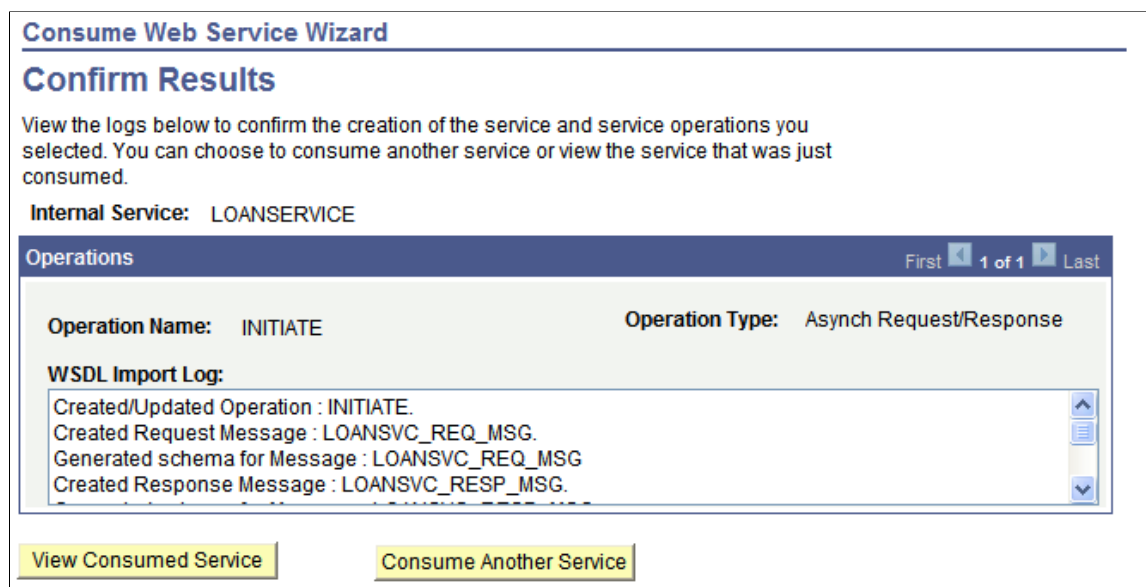 Consume Web Service Wizard
Confirm Results
View the logs below to confirm the creation of the service and service operations you
selected. You can choose to consume another service or view the service that was just
consumed.
Internal Service: LOANSERVICE
Operations First 1 of 1 Last
Operation Name: INITIATE Operation Type: Asynch Request/Response
WSDL Import Log:
Created/Updated Operation : INITIATE.
Created Request Message : LOANSVC_REQ_MSG.
Generated schema for Message : LOANSVC_REQ_MSG
Created Response Message : LOANSVC_RESP_MSG.
View Consumed Service Consume Another Service